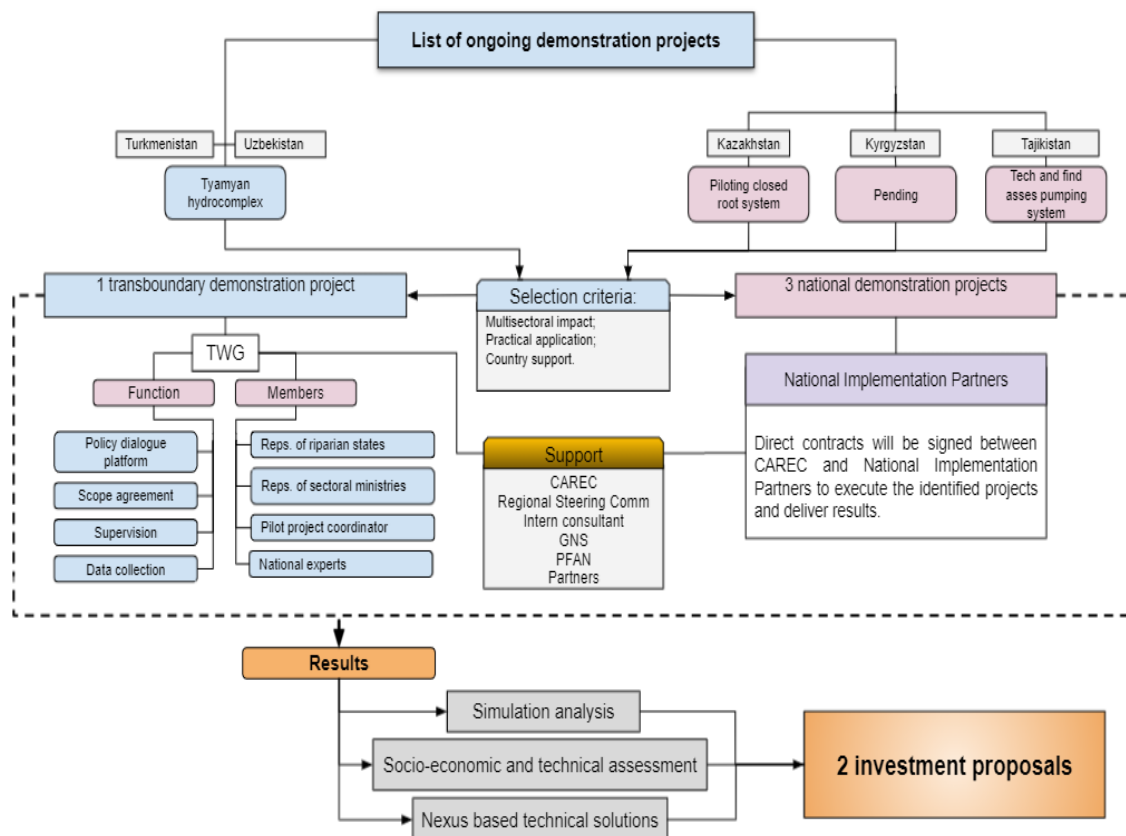 List of ongoing demonstration projects
Turkmenistan
Uzbekistan
Kazakhstan
Kyrgyzstan
Tajikistan
Tyamyan
hydrocomplex
Piloting closed
root system
Pending
Tech and find
asses pumping
system
1 transboundary demonstration project
Selection criteria:
Multisectoral impact;
Practical application;
Country support.
3 national demonstration projects
TWG
Function
Members
Policy dialogue
platform
Scope agreement
Supervision
Data collection
Reps. of riparian states
Reps. of sectoral ministries
Pilot project coordinator
National experts
Support
CAREC
Regional Steering Comm
Intern consultant
GNS
PFAN
Partners
National Implementation Partners
Direct contracts will be signed between
CAREC and National Implementation
Partners to execute the identified projects
and deliver results.
Results
Simulation analysis
Socio-economic and technical assessment
Nexus based technical solutions
2 investment proposals